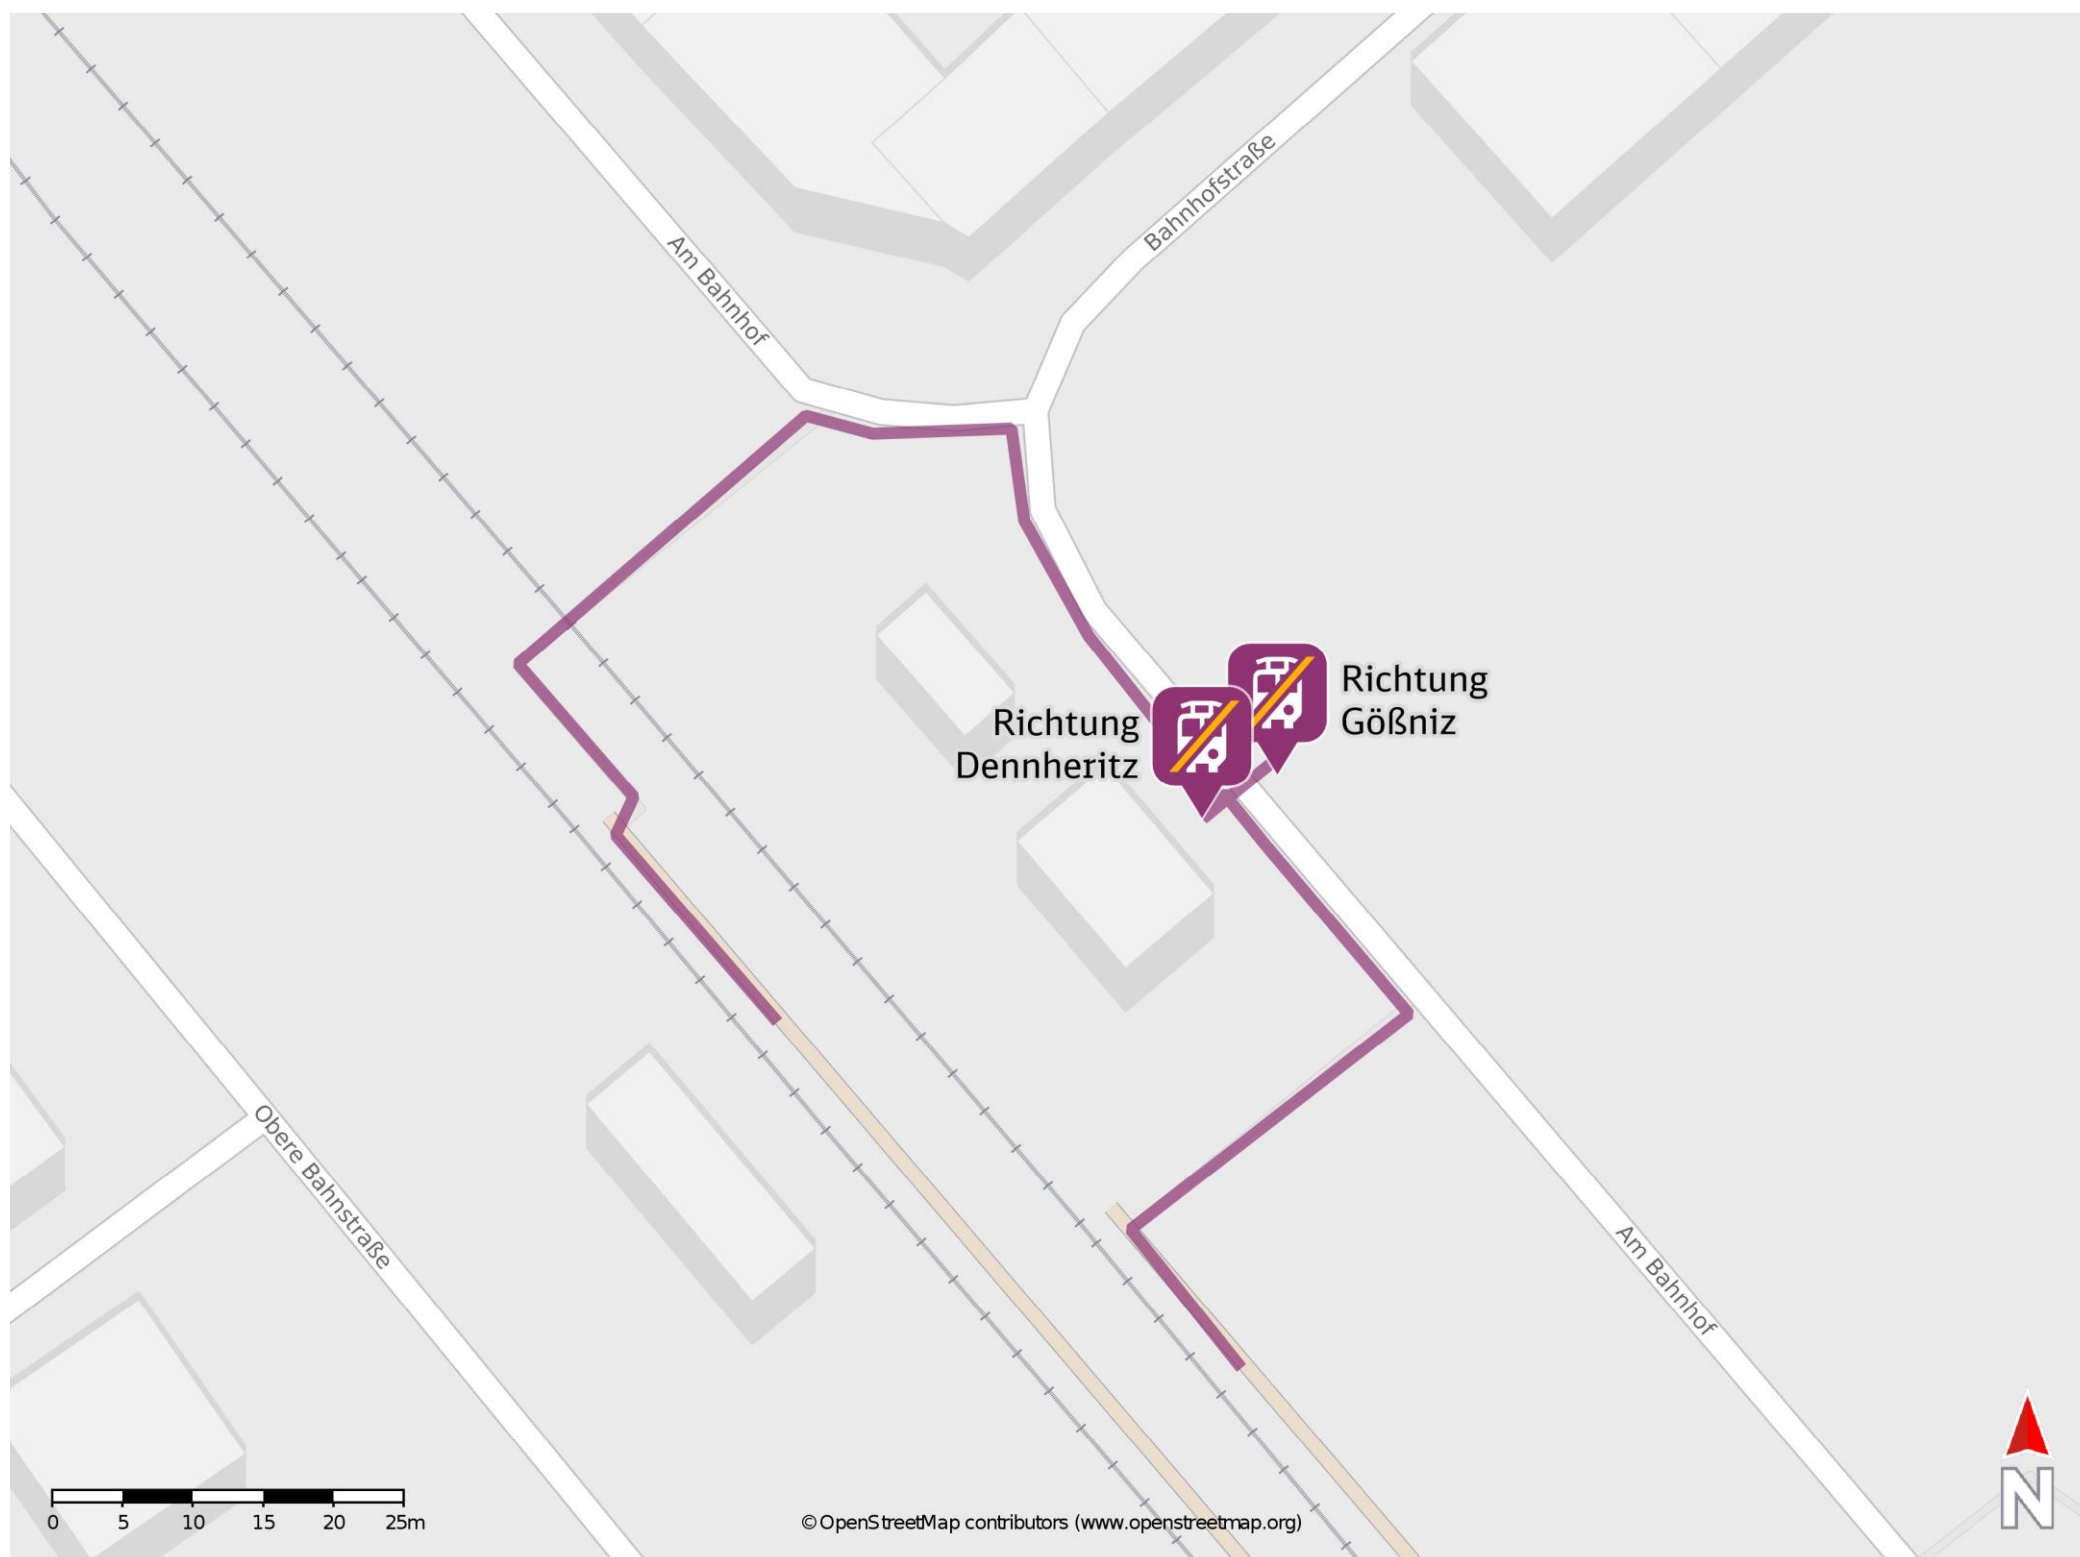 Bahnhofstraße
Am Bahnhof
Richtung
Gößniz
Richtung
Dennheritz
Obere Bahnstraße
Am Bahnhof
0 5 10 15 20 25m
© OpenStreetMap contributors (www.openstreetmap.org)
N